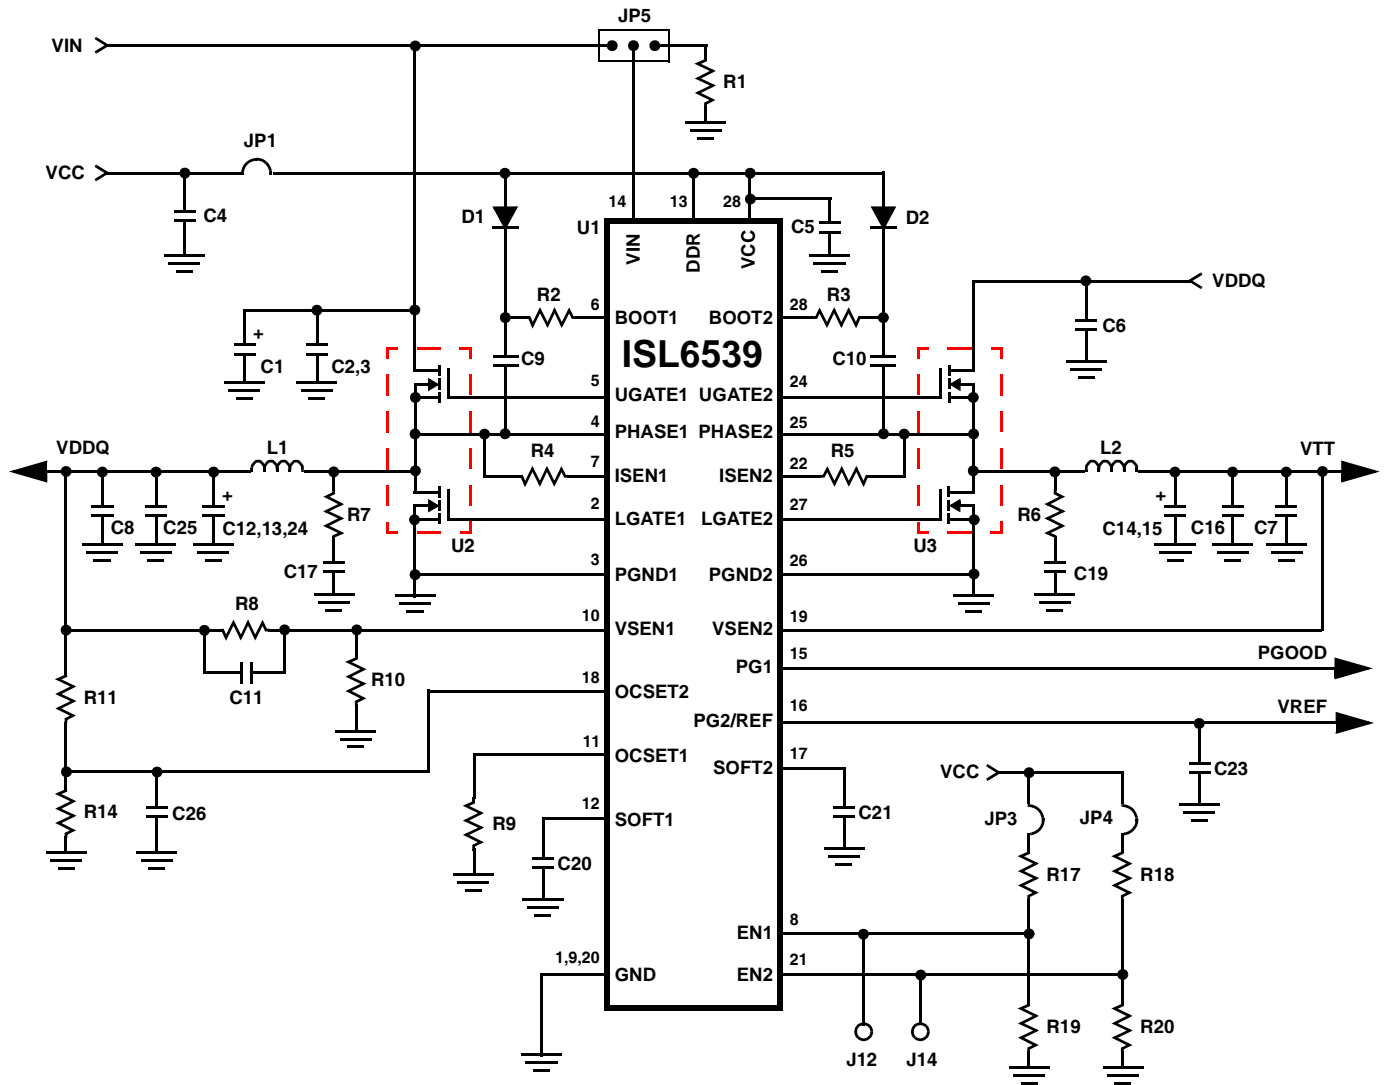 JP5
VIN
R1
JP1
VCC
C4
D1
14
13
28
U1
C5
D2
VIN
DDR
VCC
VDDQ
R2
6
BOOT1
BOOT2
28
R3
C6
+
C1
C2,3
C9
ISL6539
C10
5
UGATE1
UGATE2
24
4
PHASE1
PHASE2
25
VDDQ
L1
R4
7
ISEN1
ISEN2
22
R5
L2
VTT
+
C8
C25
C12,13,24
R7
2
LGATE1
LGATE2
27
R6
+
C14,15
C16
C7
U2
U3
C17
3
PGND1
PGND2
26
C19
R8
10
VSEN1
VSEN2
19
C11
R10
PG1
15
PGOOD
R11
18
OCSET2
PG2/REF
16
VREF
11
OCSET1
SOFT2
17
VCC
C23
R14
C26
R9
12
SOFT1
C21
JP3
JP4
C20
R17
R18
EN1
8
1,9,20
GND
EN2
21
R19
R20
J12
J14